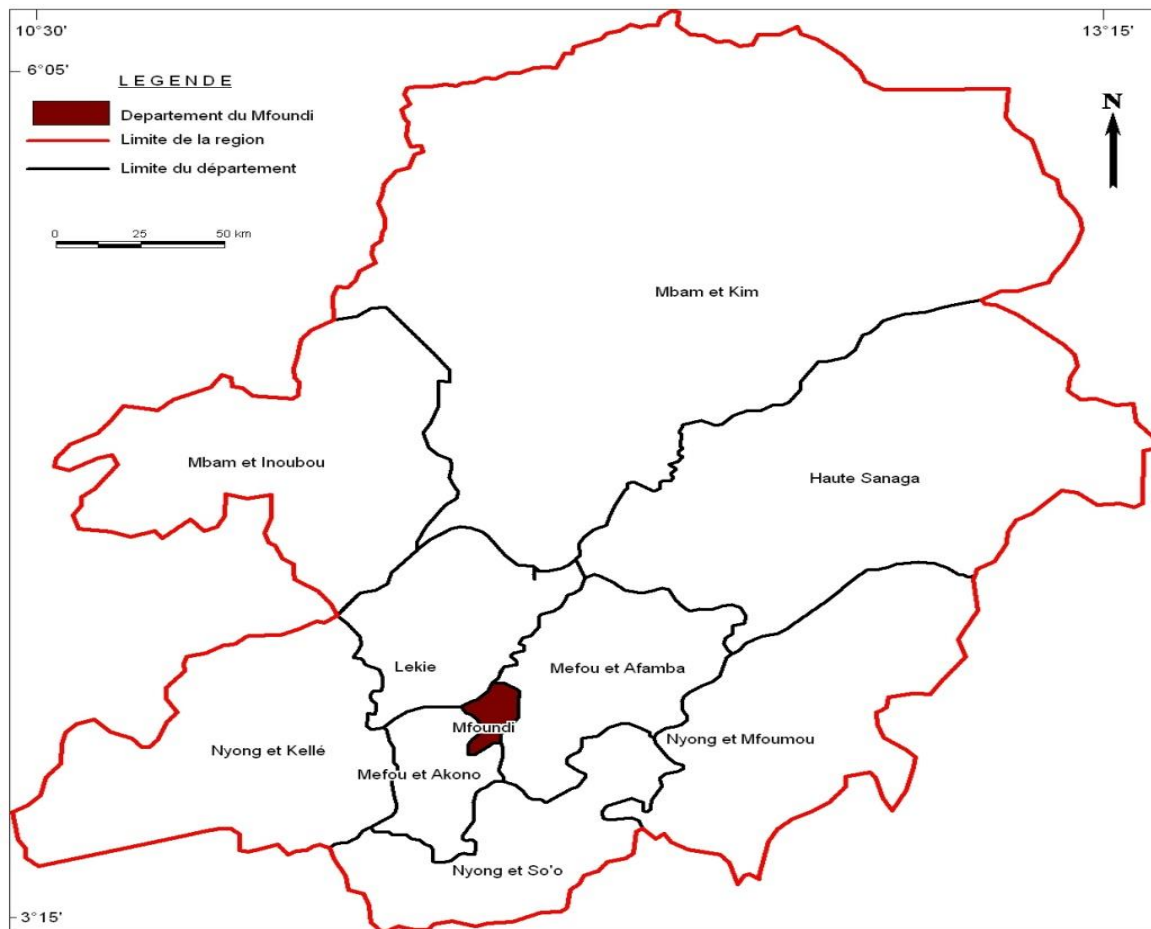 10°30'
13°15'
6°05'
LEGENDE
Departement du Mfoundi
Limite de la region
Limite du département
N
0 25 50 km
Mbam et Kim
Mbam et Inoubou
Haute Sanaga
Lekie
Mefou et Afamba
Mfoundi
Nyong et Mfoumou
Nyong et Kellé
Mefou et Akono
Nyong et So'o
3°15'